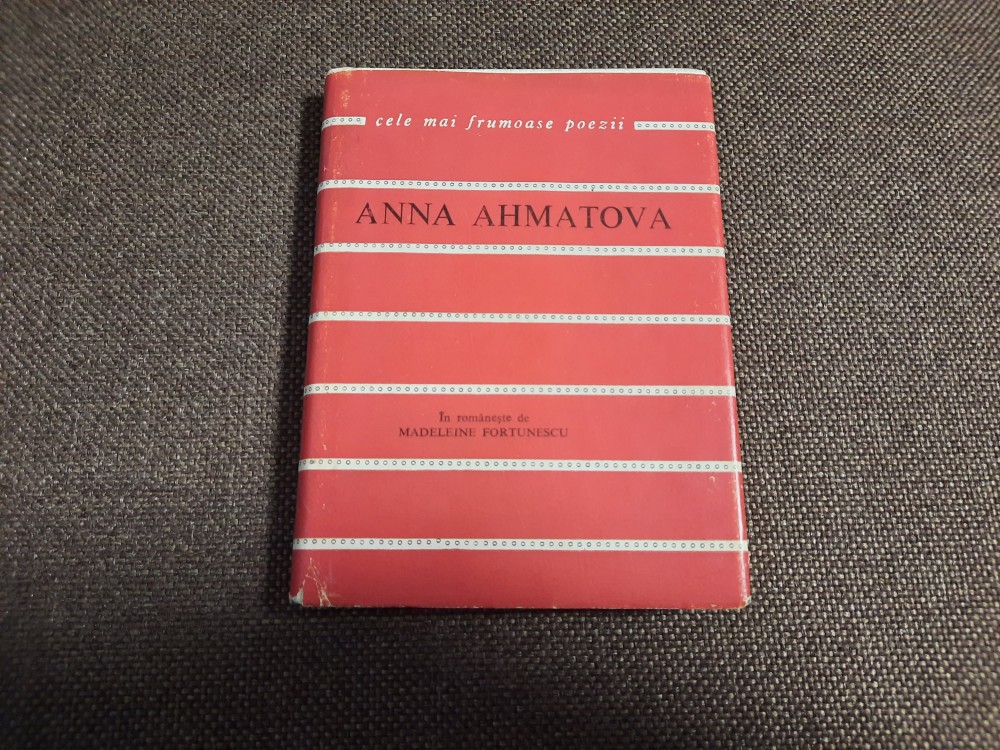 cele mai frumoase poezii
ANNA AHMATOVA
În românește de
MADELEINE FORTUNESCU